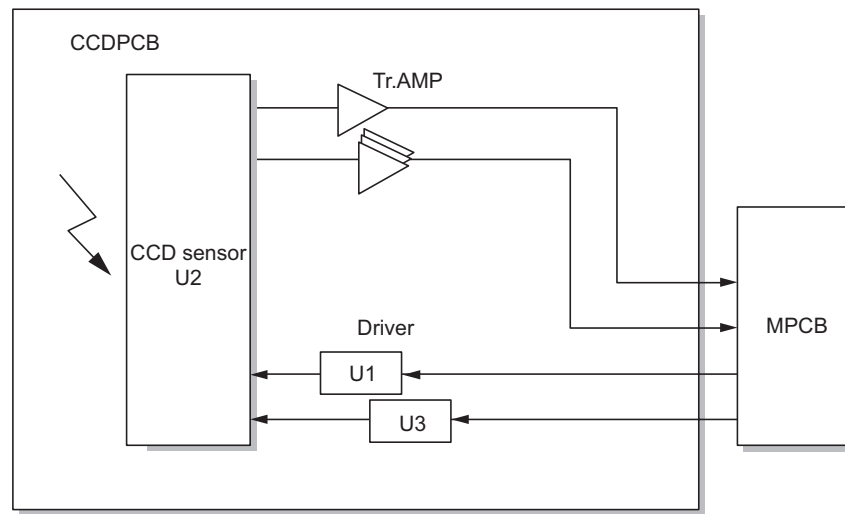 CCDPCB
Tr.AMP
CCD sensor
U2
MPCB
Driver
U1
U3